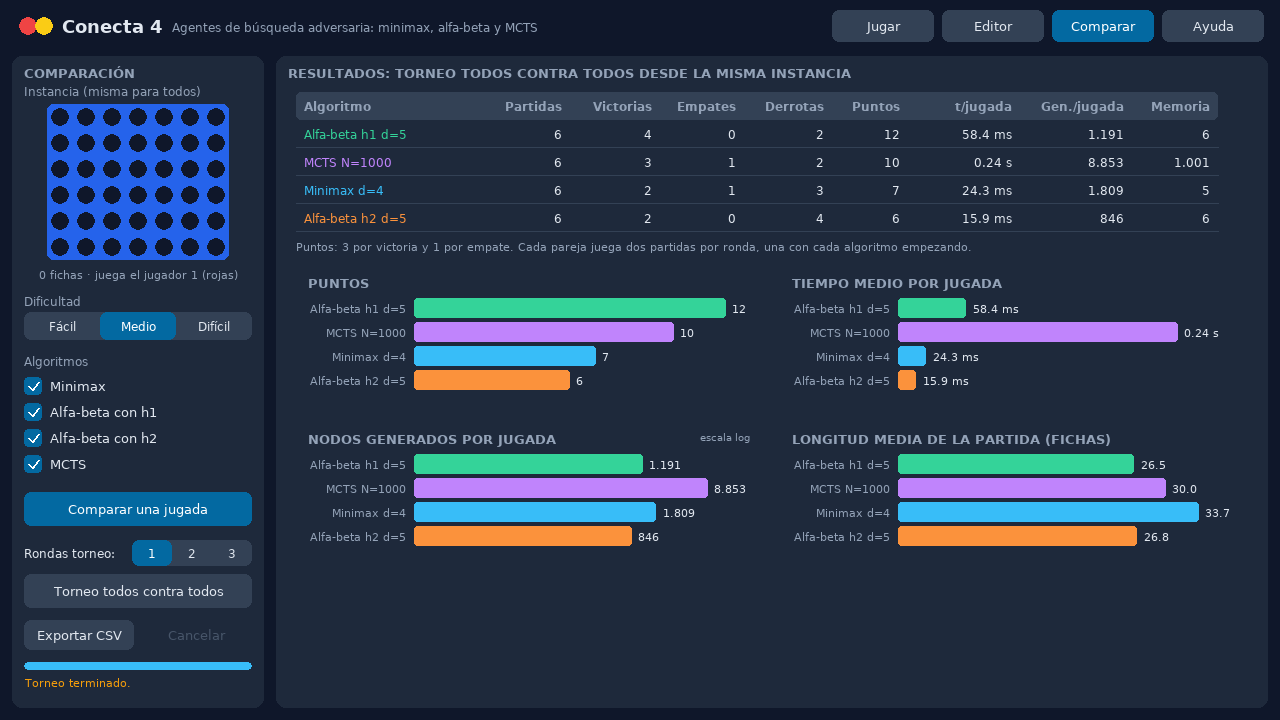 Conecta 4 Agentes de búsqueda adversaria: minimax, alfa-beta y MCTS
Jugar Editor Comparar Ayuda
COMPARACIÓN
Instancia (misma para todos)
0 fichas · juega el jugador 1 (rojas)
Dificultad
Fácil Medio Difícil
Algoritmos
Minimax
Alfa-beta con h1
Alfa-beta con h2
MCTS
Comparar una jugada
Rondas torneo: 1 2 3
Torneo todos contra todos
Exportar CSV Cancelar
Torneo terminado.
RESULTADOS: TORNEO TODOS CONTRA TODOS DESDE LA MISMA INSTANCIA
Algoritmo Partidas Victorias Empates Derrotas Puntos t/jugada Gen./jugada Memoria
Alfa-beta h1 d=5 6 4 0 2 12 58.4 ms 1.191 6
MCTS N=1000 6 3 1 2 10 0.24 s 8.853 1.001
Minimax d=4 6 2 1 3 7 24.3 ms 1.809 5
Alfa-beta h2 d=5 6 2 0 4 6 15.9 ms 846 6
Puntos: 3 por victoria y 1 por empate. Cada pareja juega dos partidas por ronda, una con cada algoritmo empezando.
PUNTOS
Alfa-beta h1 d=5 12
MCTS N=1000 10
Minimax d=4 7
Alfa-beta h2 d=5 6
TIEMPO MEDIO POR JUGADA
Alfa-beta h1 d=5 58.4 ms
MCTS N=1000 0.24 s
Minimax d=4 24.3 ms
Alfa-beta h2 d=5 15.9 ms
NODOS GENERADOS POR JUGADA escala log
Alfa-beta h1 d=5 1.191
MCTS N=1000 8.853
Minimax d=4 1.809
Alfa-beta h2 d=5 846
LONGITUD MEDIA DE LA PARTIDA (FICHAS)
Alfa-beta h1 d=5 26.5
MCTS N=1000 30.0
Minimax d=4 33.7
Alfa-beta h2 d=5 26.8